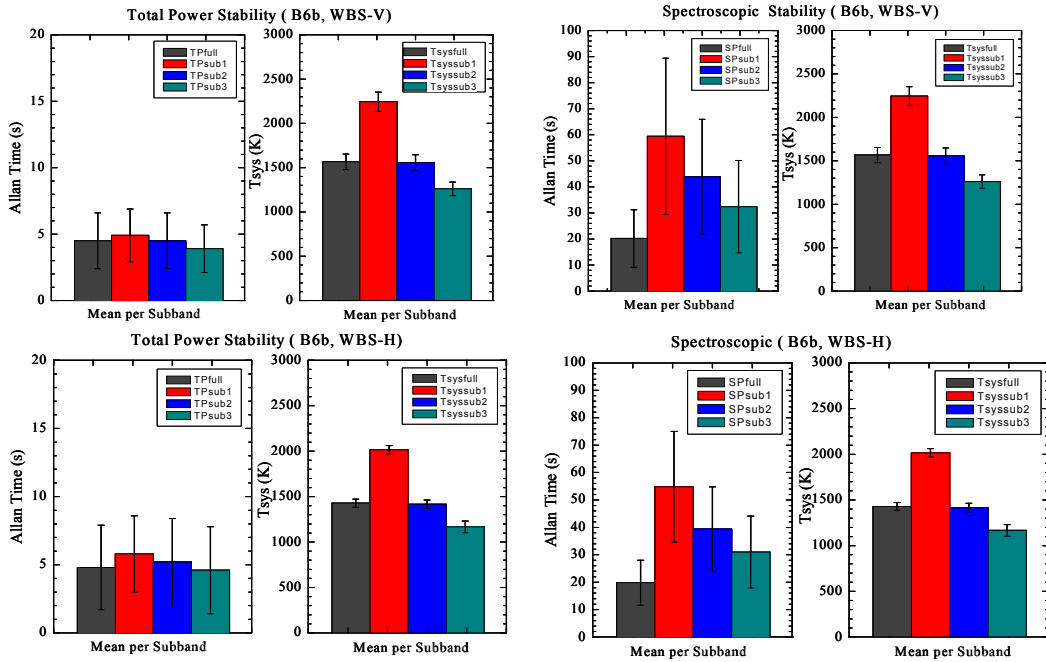 Total Power Stability ( B6b, WBS-V)
Allan Time (s)
20
15
10
5
0
TPfull
TPsub1
TPsub2
TPsub3
Tsys (K)
3000
2500
2000
1500
1000
500
0
Tsysfull
Tsyssub1
Tsyssub2
Tsyssub3
Mean per Subband
Spectroscopic Stability ( B6b, WBS-V)
Allan Time (s)
100
90
80
70
60
50
40
30
20
10
0
SPfull
SPsub1
SPsub2
SPsub3
Mean per Subband
Tsys (K)
3000
2500
2000
1500
1000
500
0
Tsysfull
Tsyssub1
Tsyssub2
Tsyssub3
Mean per Subband
Total Power Stability ( B6b, WBS-H)
Allan Time (s)
20
15
10
5
0
TPfull
TPsub1
TPsub2
TPsub3
Mean per Subband
Tsys (K)
3000
2500
2000
1500
1000
500
0
Tsysfull
Tsyssub1
Tsyssub2
Tsyssub3
Mean per Subband
Spectroscopic ( B6b, WBS-H)
Allan Time (s)
100
90
80
70
60
50
40
30
20
10
0
SPfull
SPsub1
SPsub2
SPsub3
Mean per Subband
Tsys (K)
3000
2500
2000
1500
1000
500
0
Tsysfull
Tsyssub1
Tsyssub2
Tsyssub3
Mean per Subband